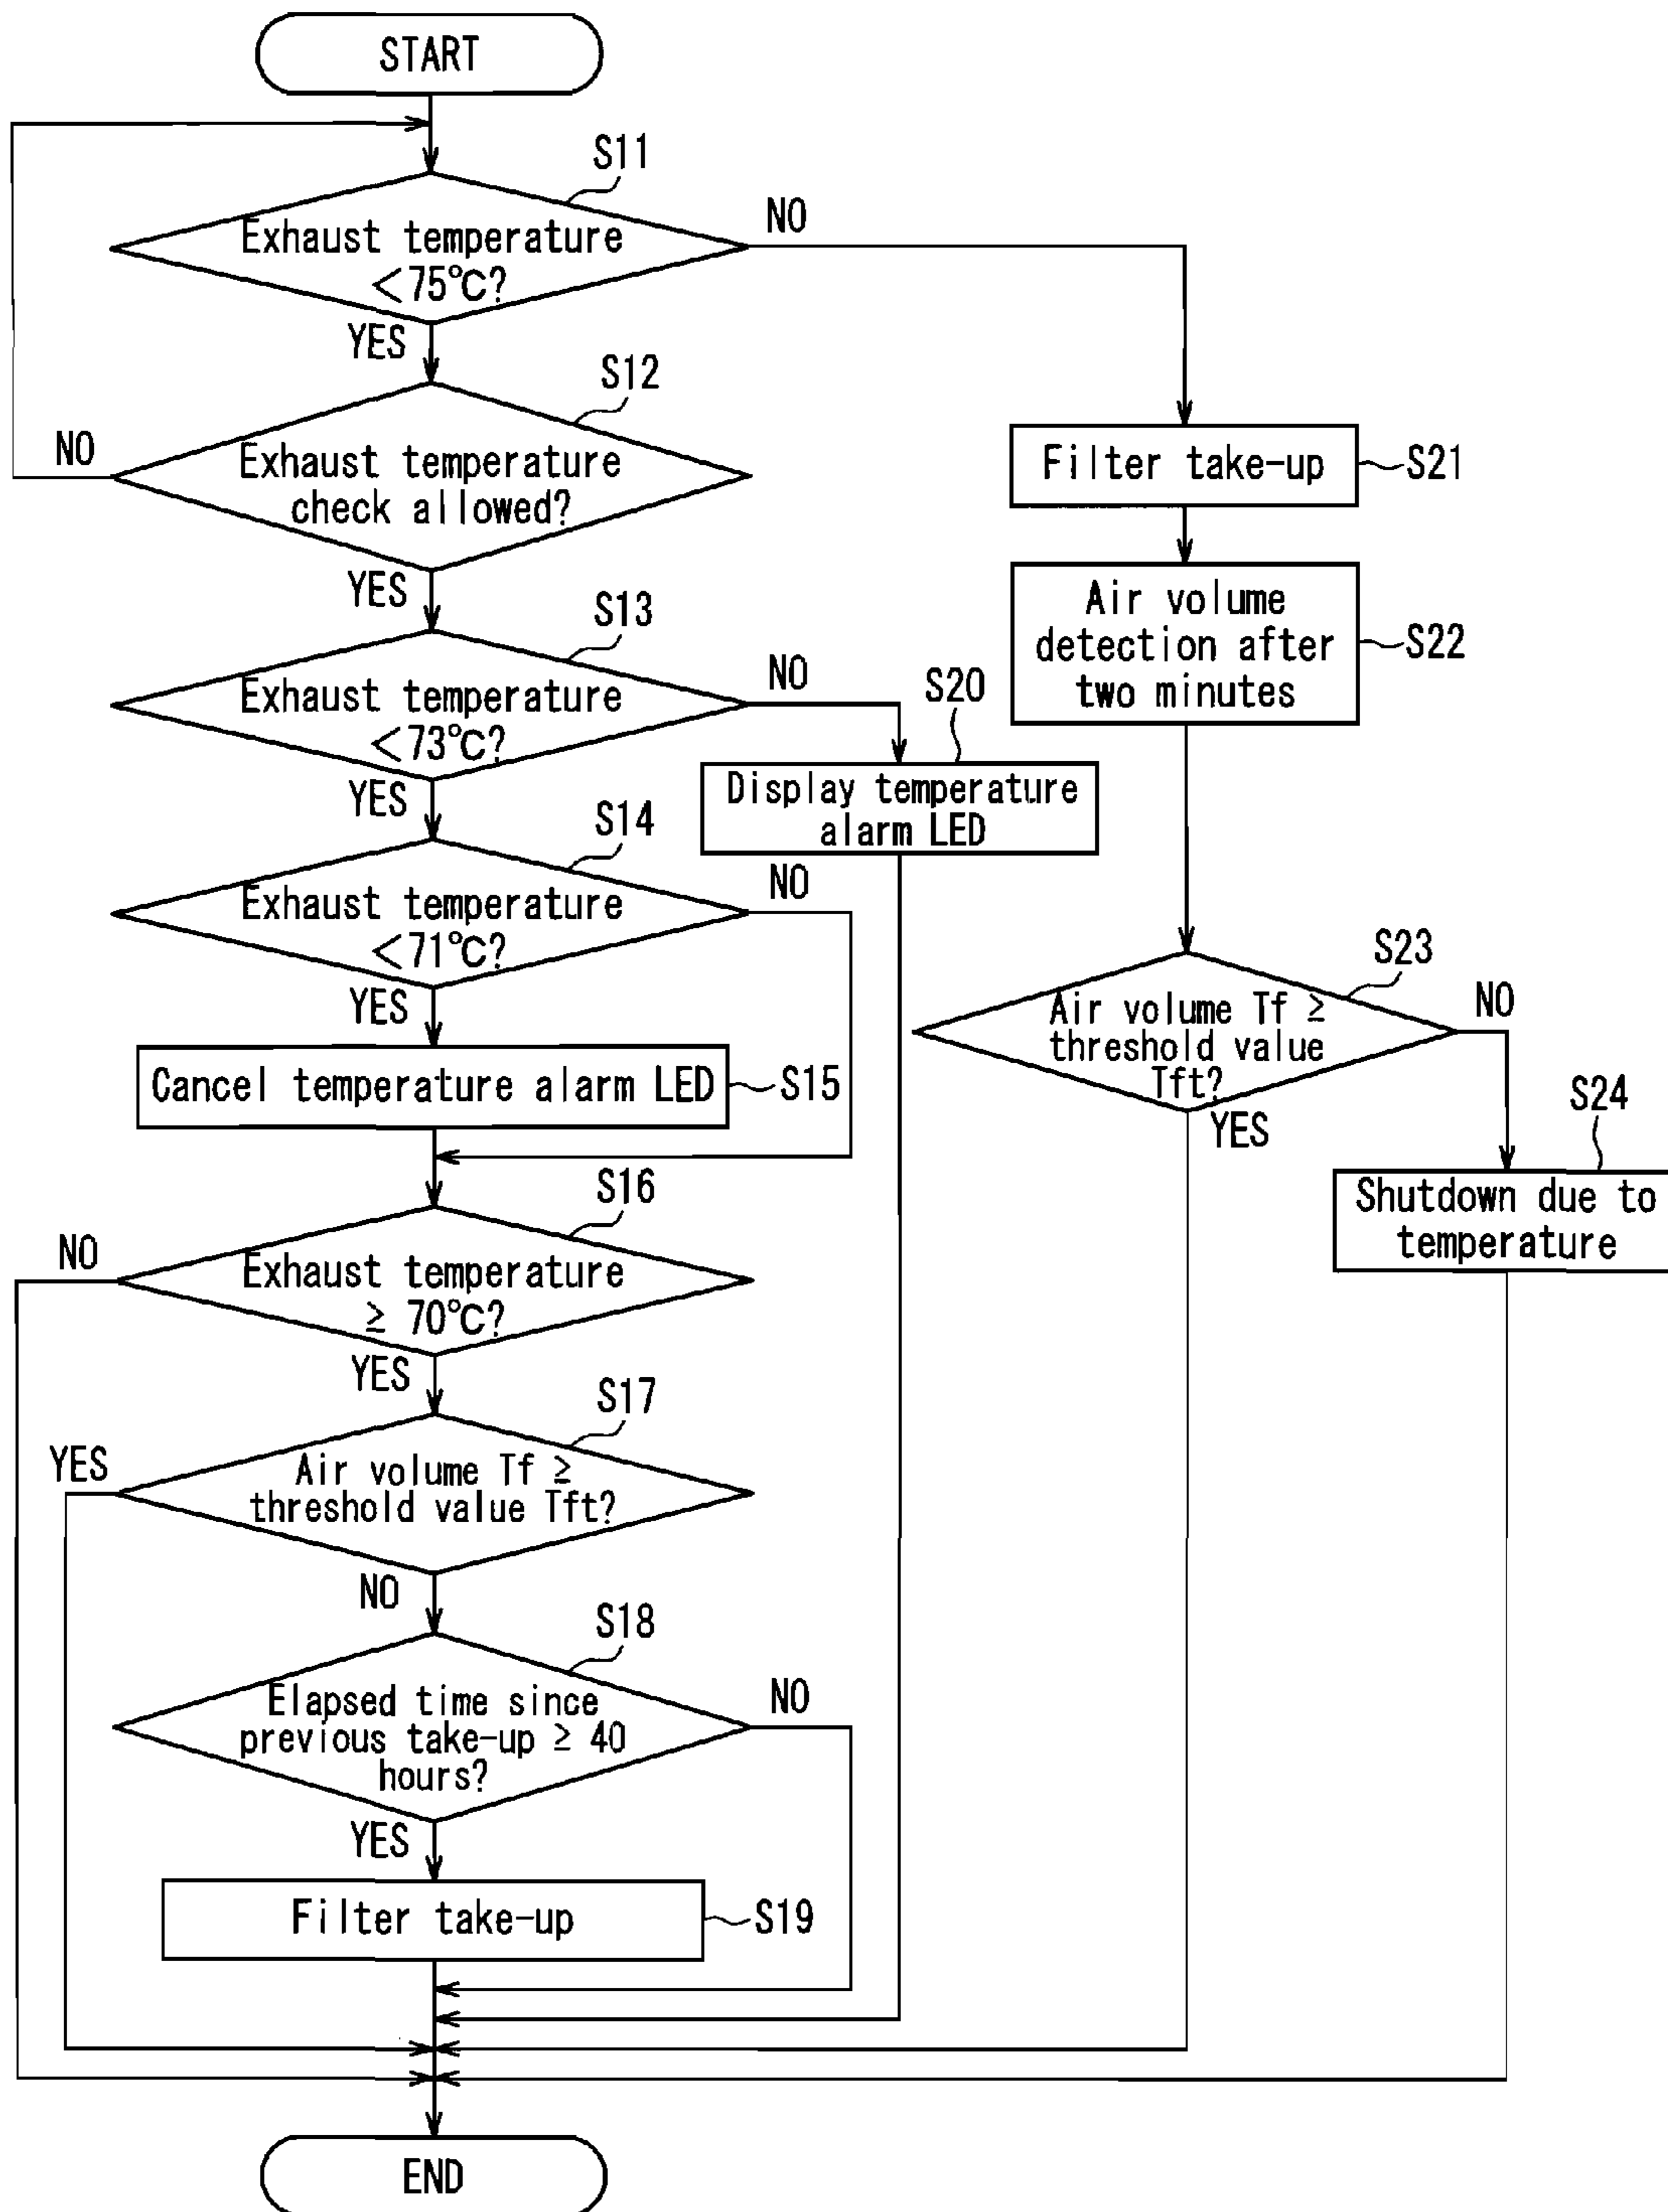 START
S11
Exhaust temperature
<75℃?
NO
YES
S12
Exhaust temperature
check allowed?
NO
YES
S13
Exhaust temperature
<73℃?
NO
YES
S20
Display temperature
alarm LED
S14
Exhaust temperature
<71℃?
NO
YES
Cancel temperature alarm LED
S15
S16
Exhaust temperature
≥ 70℃?
NO
YES
S17
Air volume Tf ≥
threshold value Tft?
YES
NO
S18
Elapsed time since
previous take-up ≥ 40
hours?
NO
YES
Filter take-up
S19
Filter take-up
S21
Air volume
detection after
two minutes
S22
S23
Air volume Tf ≥
threshold value
Tft?
NO
YES
S24
Shutdown due to
temperature
END